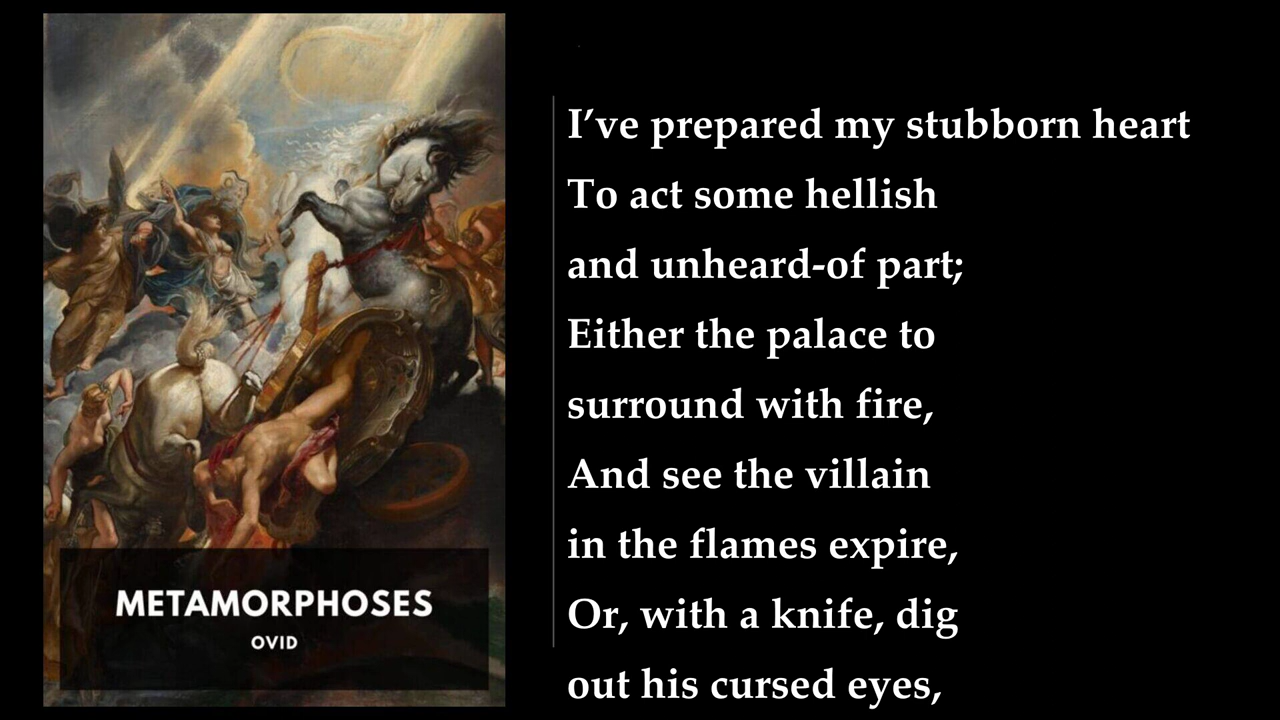 METAMORPHOSES
OVID
I’ve prepared my stubborn heart
To act some hellish
and unheard-of part;
Either the palace to
surround with fire,
And see the villain
in the flames expire,
Or, with a knife, dig
out his cursed eyes,